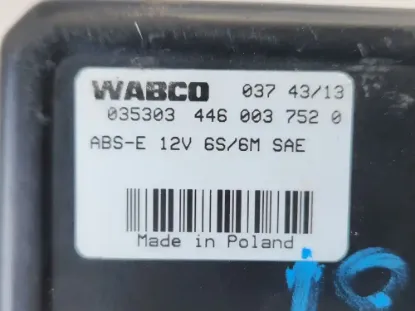 WABCO 037 43/13
035303 446 003 752 0
ABS-E 12V 6S/6M SAE
Made in Poland